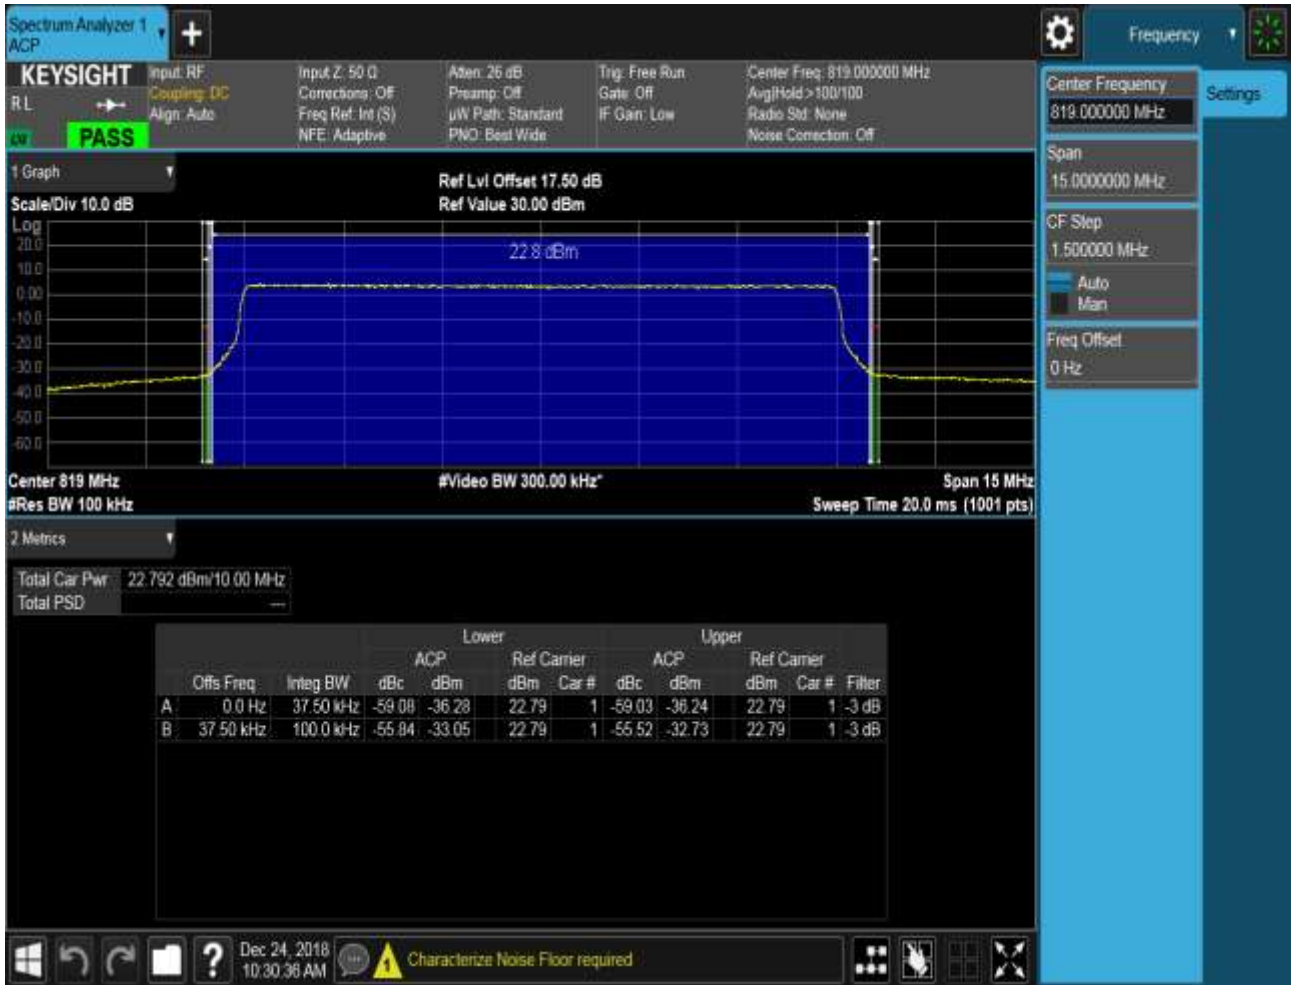 Spectrum Analyzer 1
ACP
Frequency
KEYSIGHT
RL
PASS
Input: RF
Coupling: DC
Align: Auto
Input Z: 50 Ω
Corrections: Off
Freq Ref: Int (S)
NFE: Adaptive
Atten: 26 dB
Preamp: Off
µW Path: Standard
PNO: Best Wide
Trig: Free Run
Gate: Off
IF Gain: Low
Center Freq: 819.000000 MHz
Avg|Hold:>100/100
Radio Std: None
Noise Correction: Off
Center Frequency
819.000000 MHz
Settings
Span
15.0000000 MHz
CF Step
1.500000 MHz
Auto
Man
Freq Offset
0 Hz
1 Graph
Scale/Div 10.0 dB
Ref Lvl Offset 17.50 dB
Ref Value 30.00 dBm
Log
20.0
10.0
0.00
-10.0
-20.0
-30.0
-40.0
-50.0
-60.0
22.8 dBm
Center 819 MHz
#Res BW 100 kHz
#Video BW 300.00 kHz*
Span 15 MHz
Sweep Time 20.0 ms (1001 pts)
2 Metrics
Total Car Pwr 22.792 dBm/10.00 MHz
Total PSD ---
Lower Upper
ACP Ref Carrier ACP Ref Carrier
Offs Freq Integ BW dBc dBm dBm Car # dBc dBm dBm Car # Filter
A 0.0 Hz 37.50 kHz -59.08 -36.28 22.79 1 -59.03 -36.24 22.79 1 -3 dB
B 37.50 kHz 100.0 kHz -55.84 -33.05 22.79 1 -55.52 -32.73 22.79 1 -3 dB
Dec 24, 2018
10:30:36 AM
1
Characterize Noise Floor required